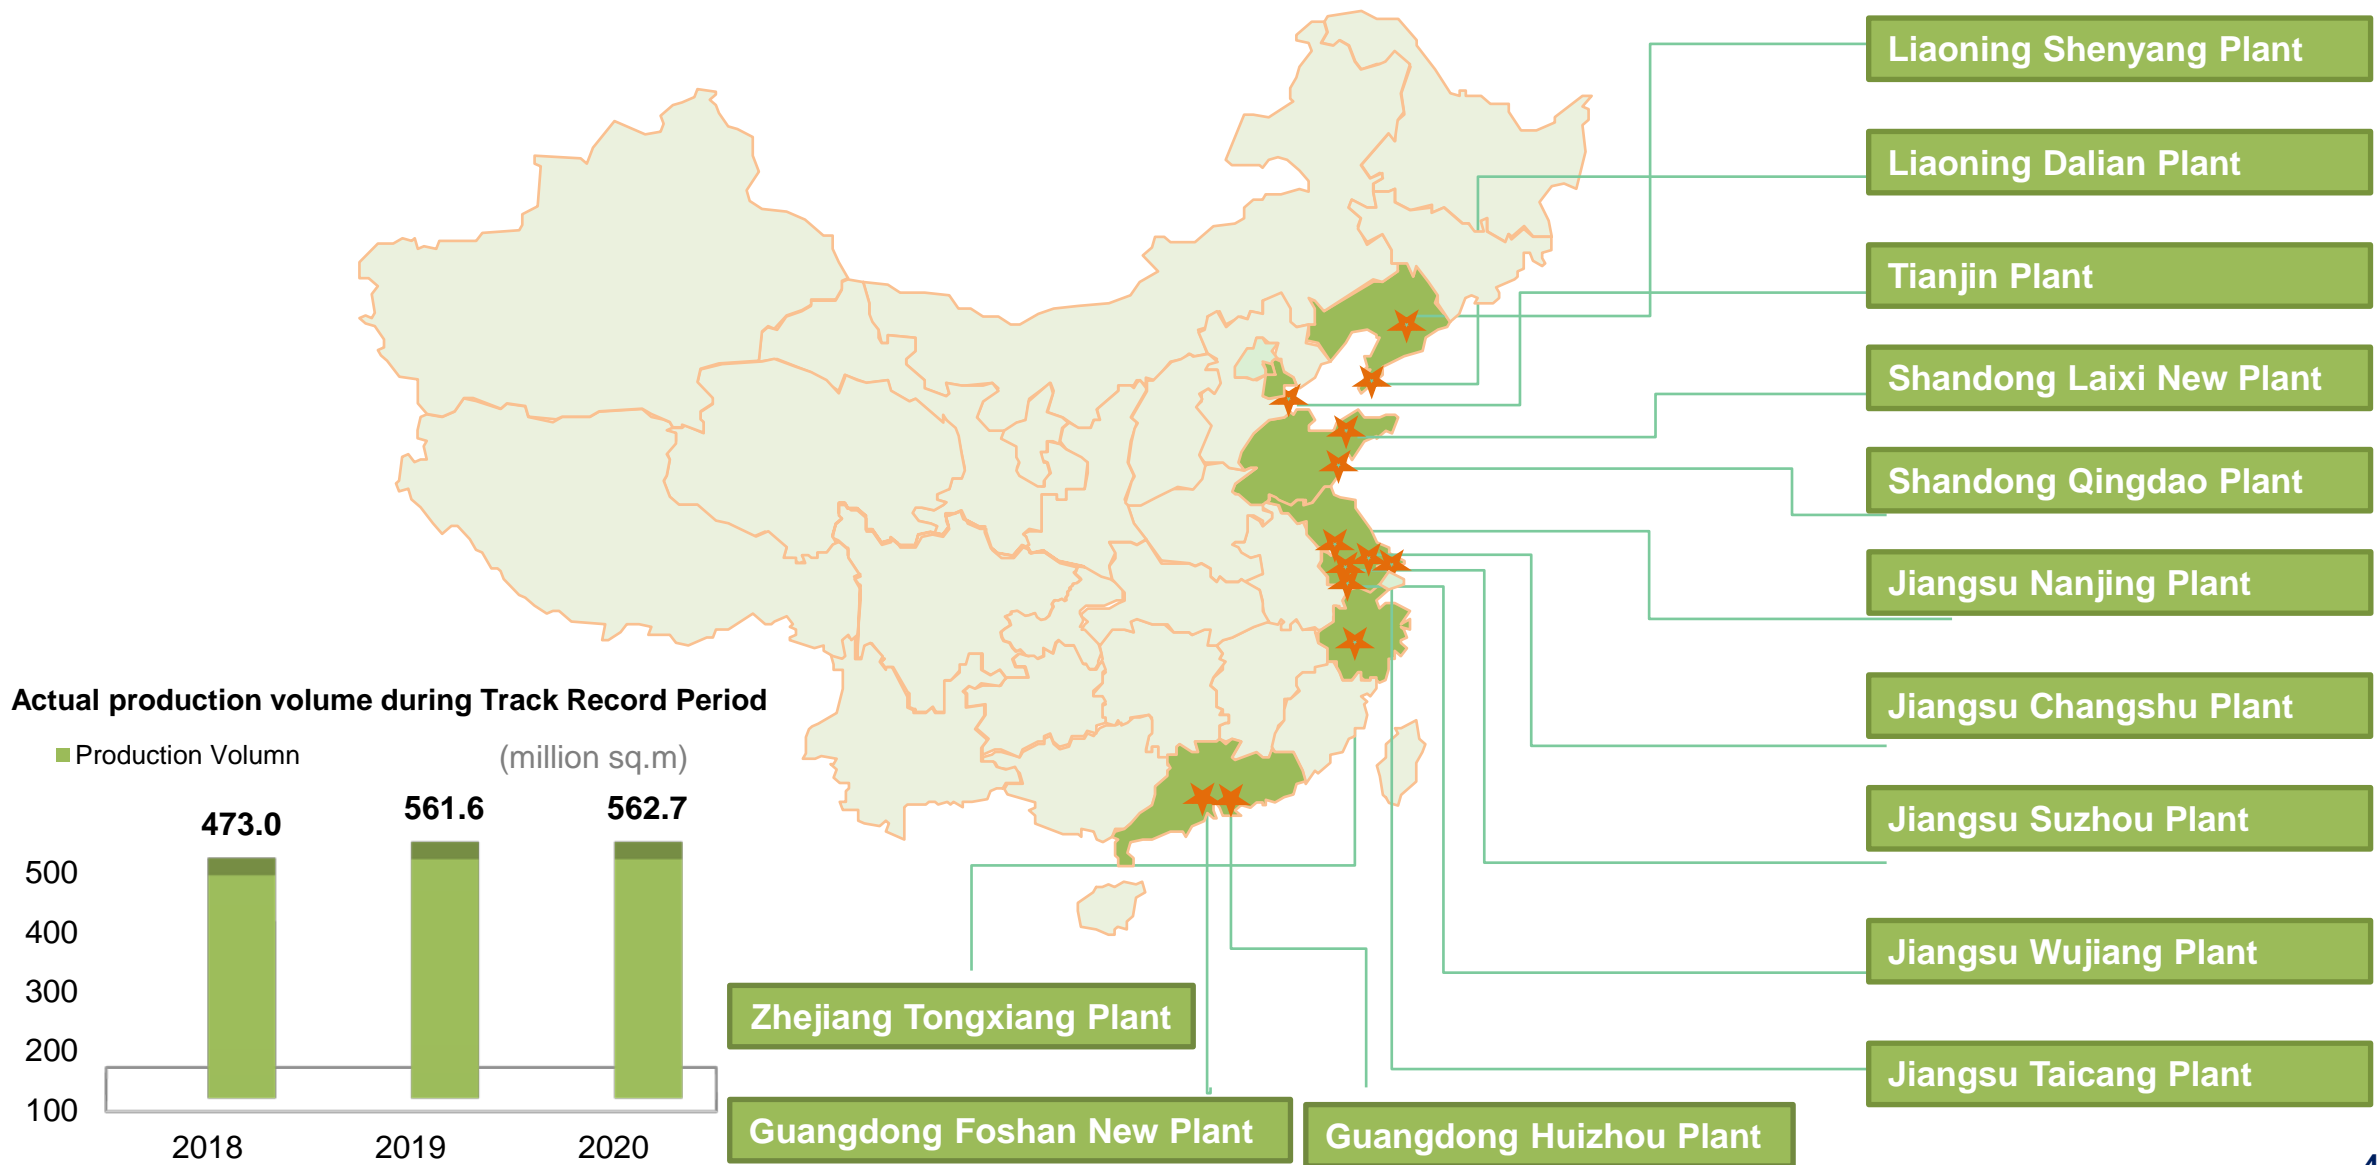 Liaoning Shenyang Plant
Liaoning Dalian Plant
Tianjin Plant
Shandong Laixi New Plant
Shandong Qingdao Plant
Jiangsu Nanjing Plant
Jiangsu Changshu Plant
Jiangsu Suzhou Plant
Jiangsu Wujiang Plant
Jiangsu Taicang Plant
Zhejiang Tongxiang Plant
Guangdong Foshan New Plant
Guangdong Huizhou Plant
Actual production volume during Track Record Period
Production Volumn
(million sq.m)
473.0
561.6
562.7
500
400
300
200
100
2018
2019
2020
4